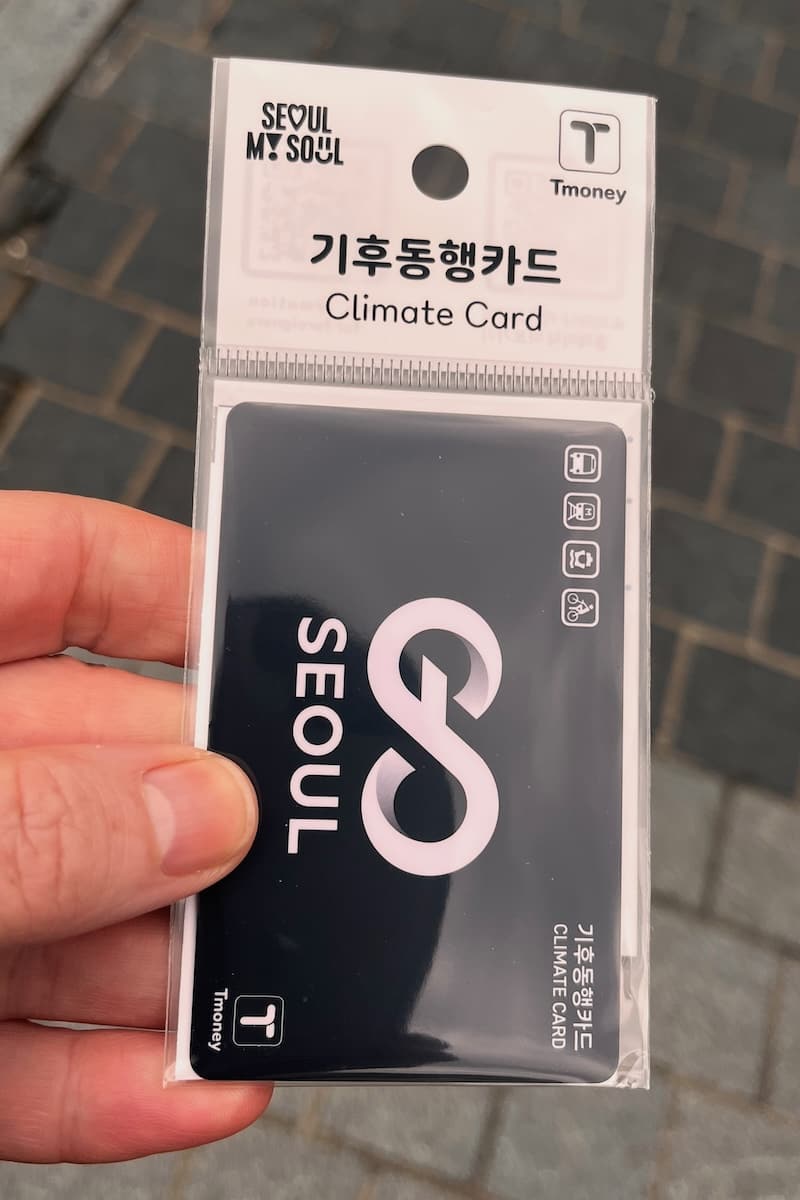 SEOUL
MY SOUL
T
Tmoney
기후동행카드
Climate Card
GO
SEOUL
기후동행카드
CLIMATE CARD
T
Tmoney